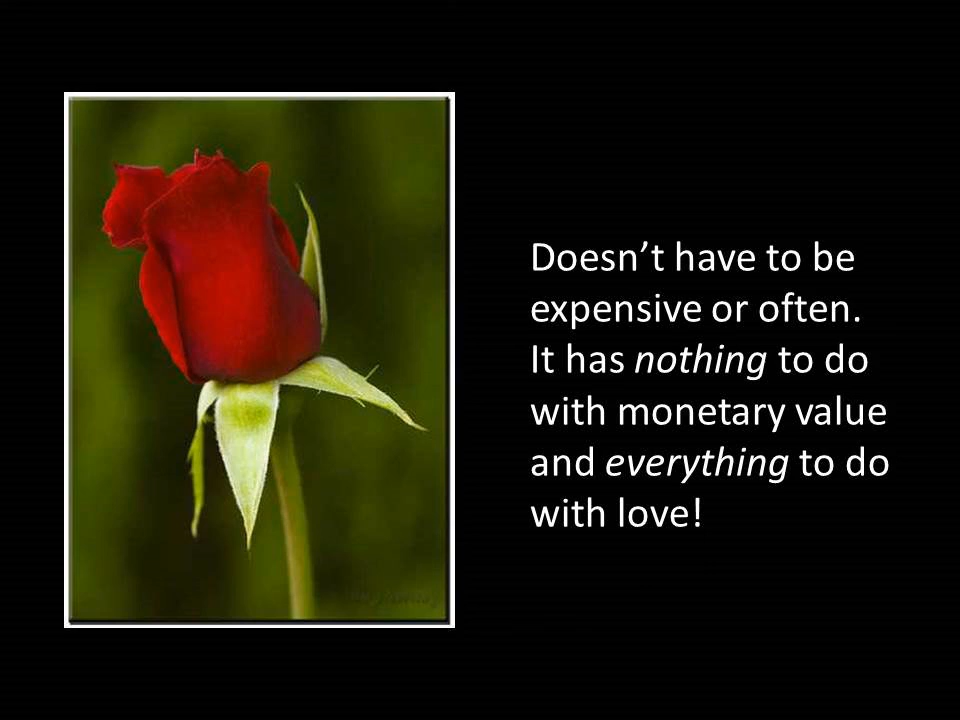 Doesn’t have to be
expensive or often.
It has nothing to do
with monetary value
and everything to do
with love!